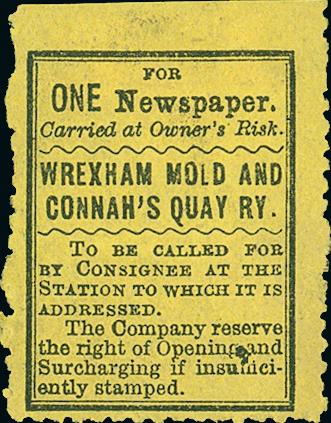 FOR
ONE Newspaper.
Carried at Owner's Risk.
WREXHAM MOLD AND
CONNAH'S QUAY RY.
TO BE CALLED FOR
BY CONSIGNEE AT THE
STATION TO WHICH IT IS
ADDRESSED.
The Company reserve
the right of Opening and
Surcharging if insuffici-
ently stamped.